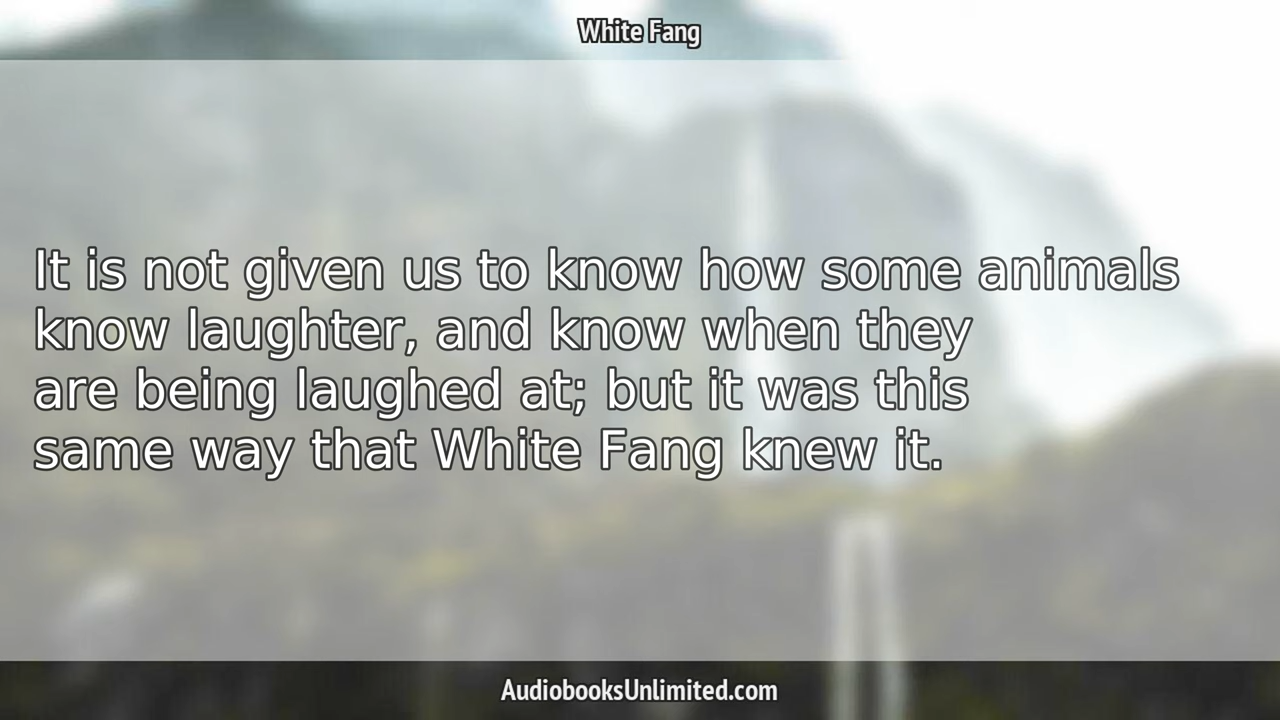 White Fang
It is not given us to know how some animals
know laughter, and know when they
are being laughed at; but it was this
same way that White Fang knew it.
AudiobooksUnlimited.com